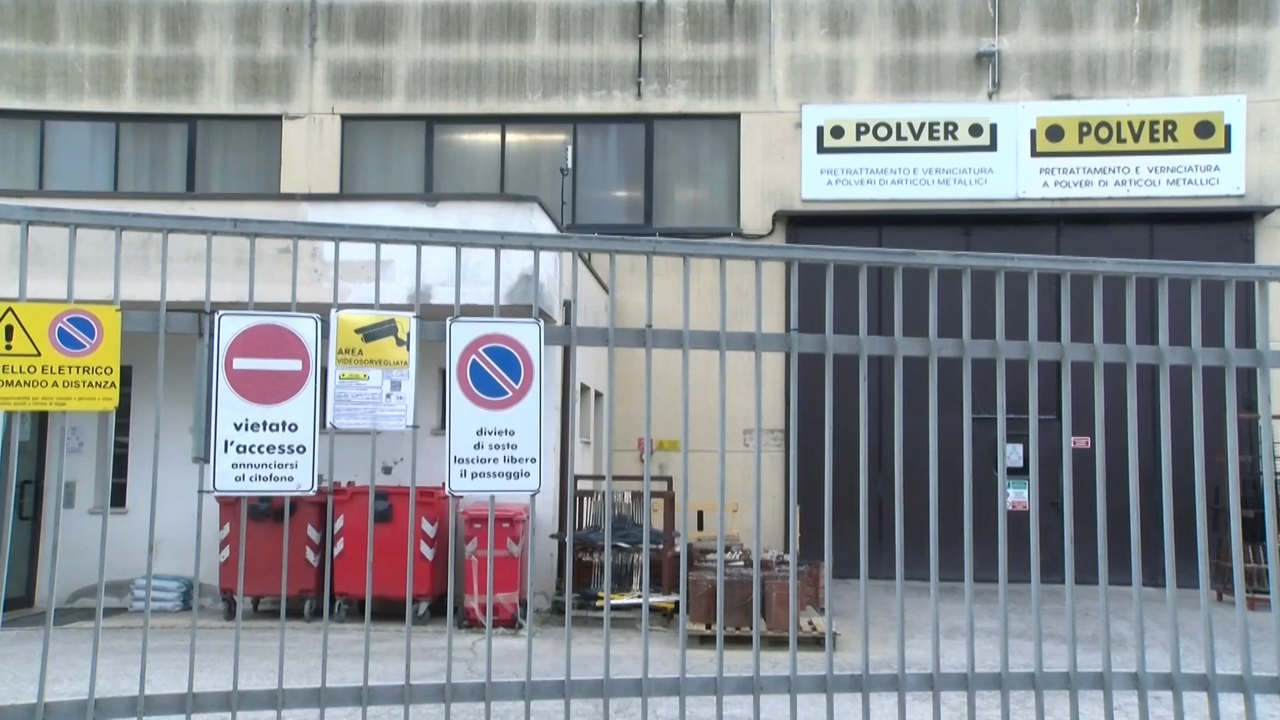 POLVER
PRETRATTAMENTO E VERNICIATURA
A POLVERI DI ARTICOLI METALLICI
POLVER
PRETRATTAMENTO E VERNICIATURA
A POLVERI DI ARTICOLI METALLICI
ELLO ELETTRICO
OMANDO A DISTANZA
vietato
l'accesso
annunciarsi
al citofono
AREA
VIDEOSORVEGLIATA
divieto
di sosta
lasciare libero
il passaggio